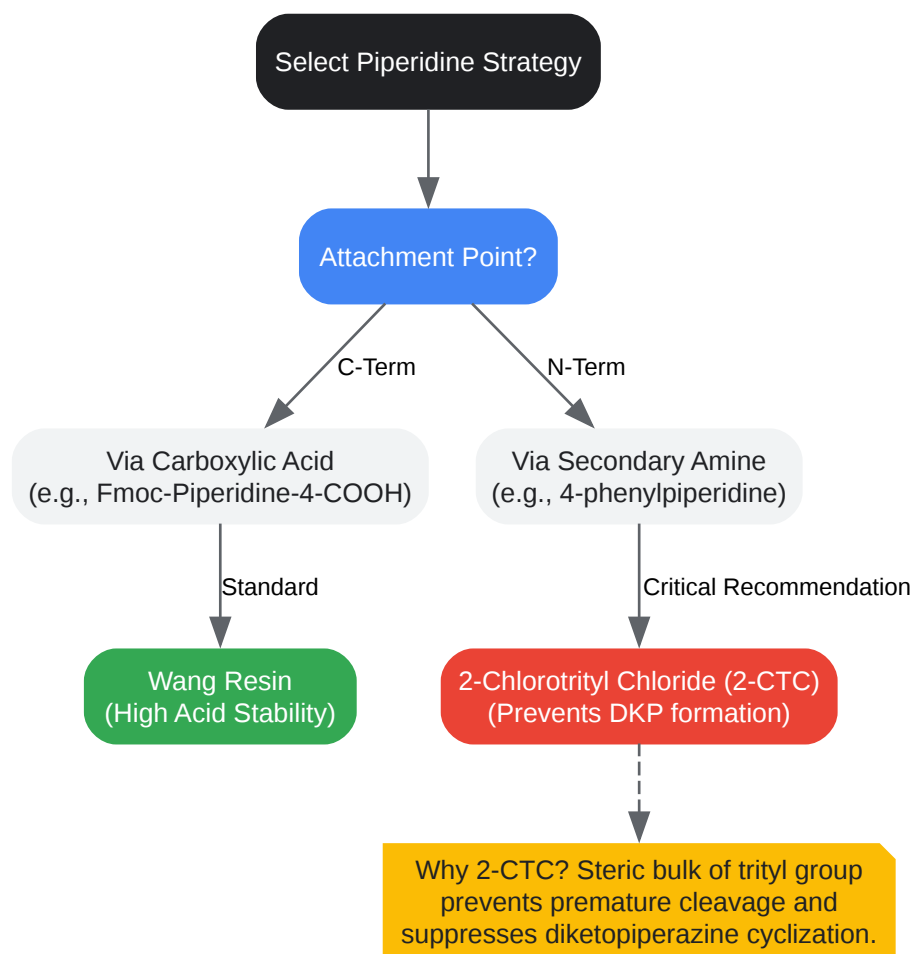 Select Piperidine Strategy
Attachment Point?
C-Term
N-Term
Via Carboxylic Acid
(e.g., Fmoc-Piperidine-4-COOH)
Via Secondary Amine
(e.g., 4-phenylpiperidine)
Standard
Critical Recommendation
Wang Resin
(High Acid Stability)
2-Chlorotrityl Chloride (2-CTC)
(Prevents DKP formation)
Why 2-CTC? Steric bulk of trityl group
prevents premature cleavage and
suppresses diketopiperazine cyclization.